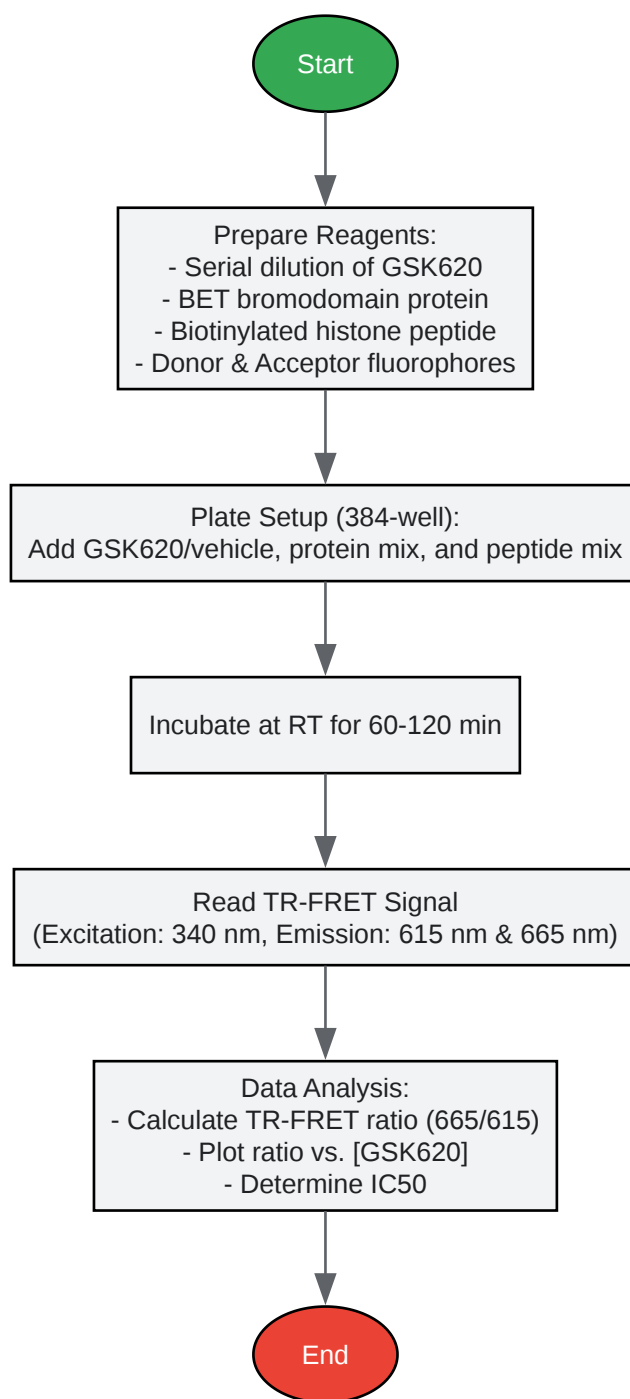 Start
Prepare Reagents:
- Serial dilution of GSK620
- BET bromodomain protein
- Biotinylated histone peptide
- Donor & Acceptor fluorophores
Plate Setup (384-well):
Add GSK620/vehicle, protein mix, and peptide mix
Incubate at RT for 60-120 min
Read TR-FRET Signal
(Excitation: 340 nm, Emission: 615 nm & 665 nm)
Data Analysis:
- Calculate TR-FRET ratio (665/615)
- Plot ratio vs. [GSK620]
- Determine IC50
End